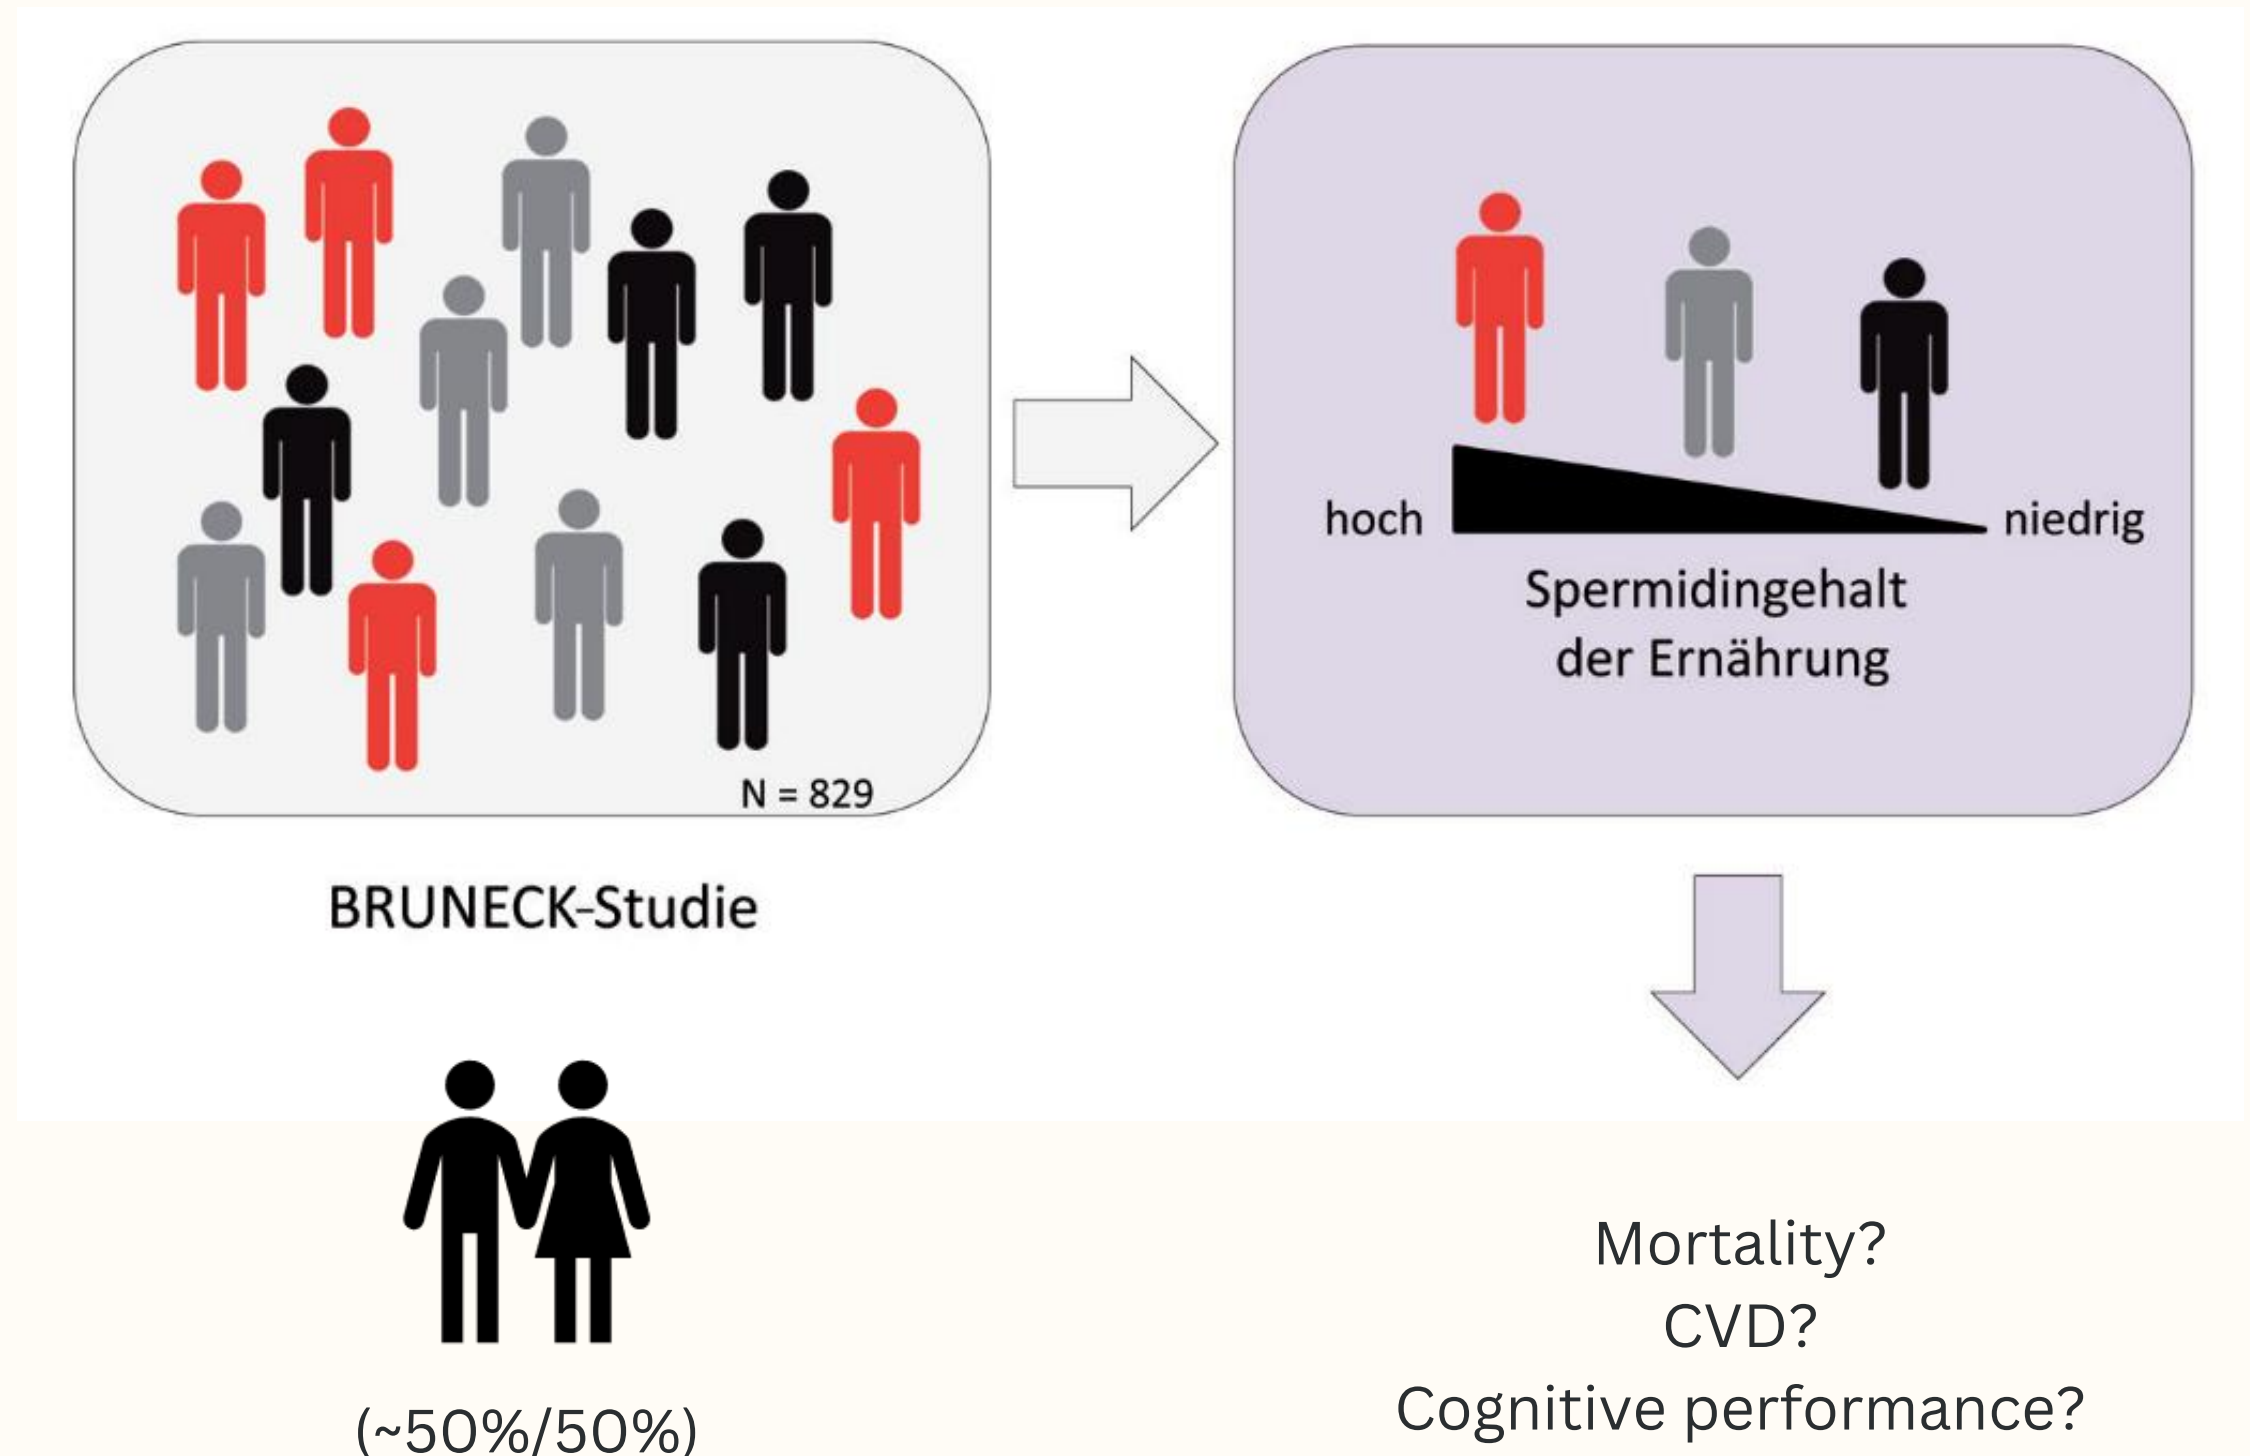 N = 829
BRUNECK-Studie
(~50%/50%)
hoch
niedrig
Spermidingehalt
der Ernährung
Mortality?
CVD?
Cognitive performance?